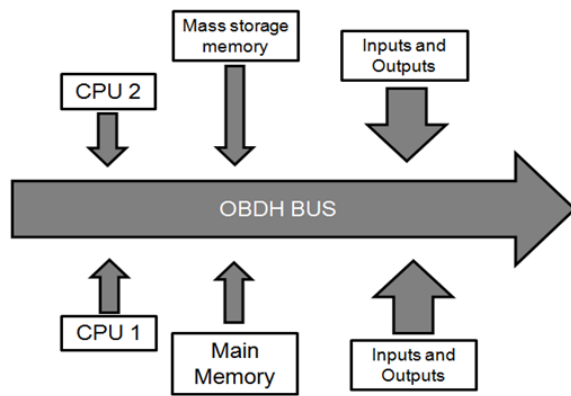 Mass storage
memory
Inputs and
Outputs
CPU 2
OBDH BUS
CPU 1
Main
Memory
Inputs and
Outputs